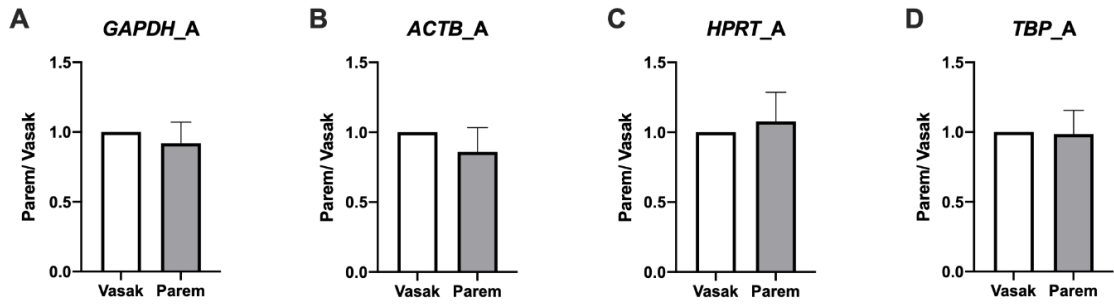 A
GAPDH_A
Parem/ Vasak
1.5
1.0
0.5
0.0
Vasak Parem
B
ACTB_A
Parem/ Vasak
1.5
1.0
0.5
0.0
Vasak Parem
C
HPRT_A
Parem/ Vasak
1.5
1.0
0.5
0.0
Vasak Parem
D
TBP_A
Parem/ Vasak
1.5
1.0
0.5
0.0
Vasak Parem